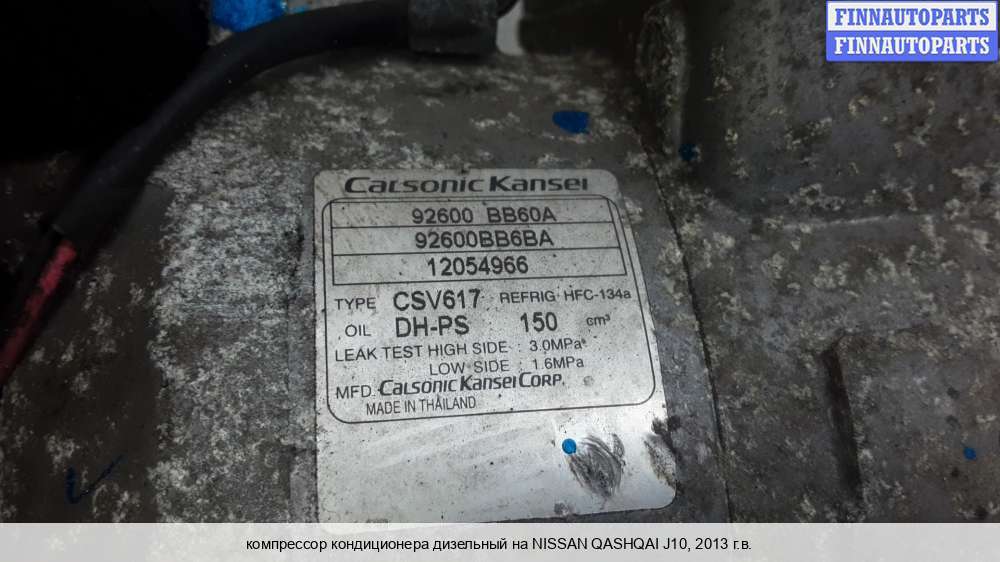 FINNAUTOPARTS
FINNAUTOPARTS
CALSONIC KANSEI
92600 BB60A
92600BB6BA
12054966
TYPE CSV617 REFRIG HFC-134a
OIL DH-PS 150 cm³
LEAK TEST HIGH SIDE : 3.0MPa
LOW SIDE : 1.6MPa
MFD. CALSONIC KANSEI CORP.
MADE IN THAILAND
компрессор кондиционера дизельный на NISSAN QASHQAI J10, 2013 г.в.